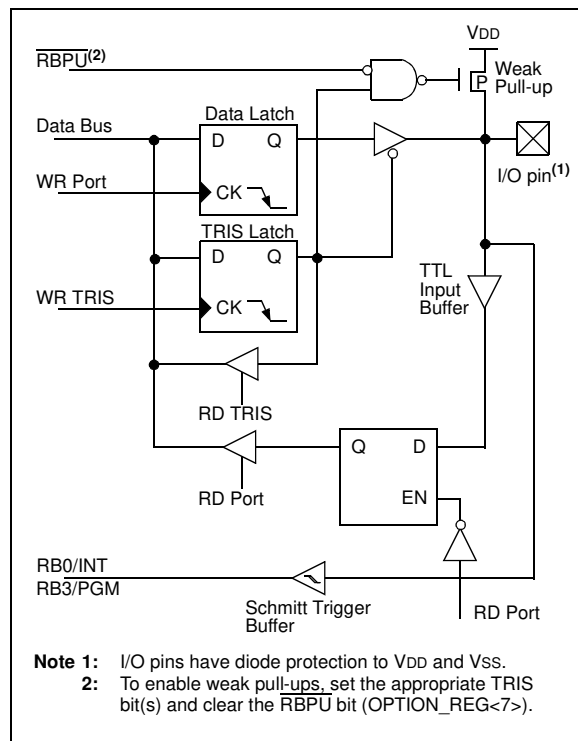 VDD
RBPU(2)
Weak
Pull-up
P
Data Latch
Data Bus
D Q
I/O pin(1)
WR Port
CK
TRIS Latch
D Q
TTL
Input
Buffer
WR TRIS
CK
RD TRIS
Q D
RD Port
EN
RB0/INT
RB3/PGM
Schmitt Trigger
Buffer
RD Port
Note 1: I/O pins have diode protection to VDD and VSS.
2: To enable weak pull-ups, set the appropriate TRIS
bit(s) and clear the RBPU bit (OPTION_REG<7>).